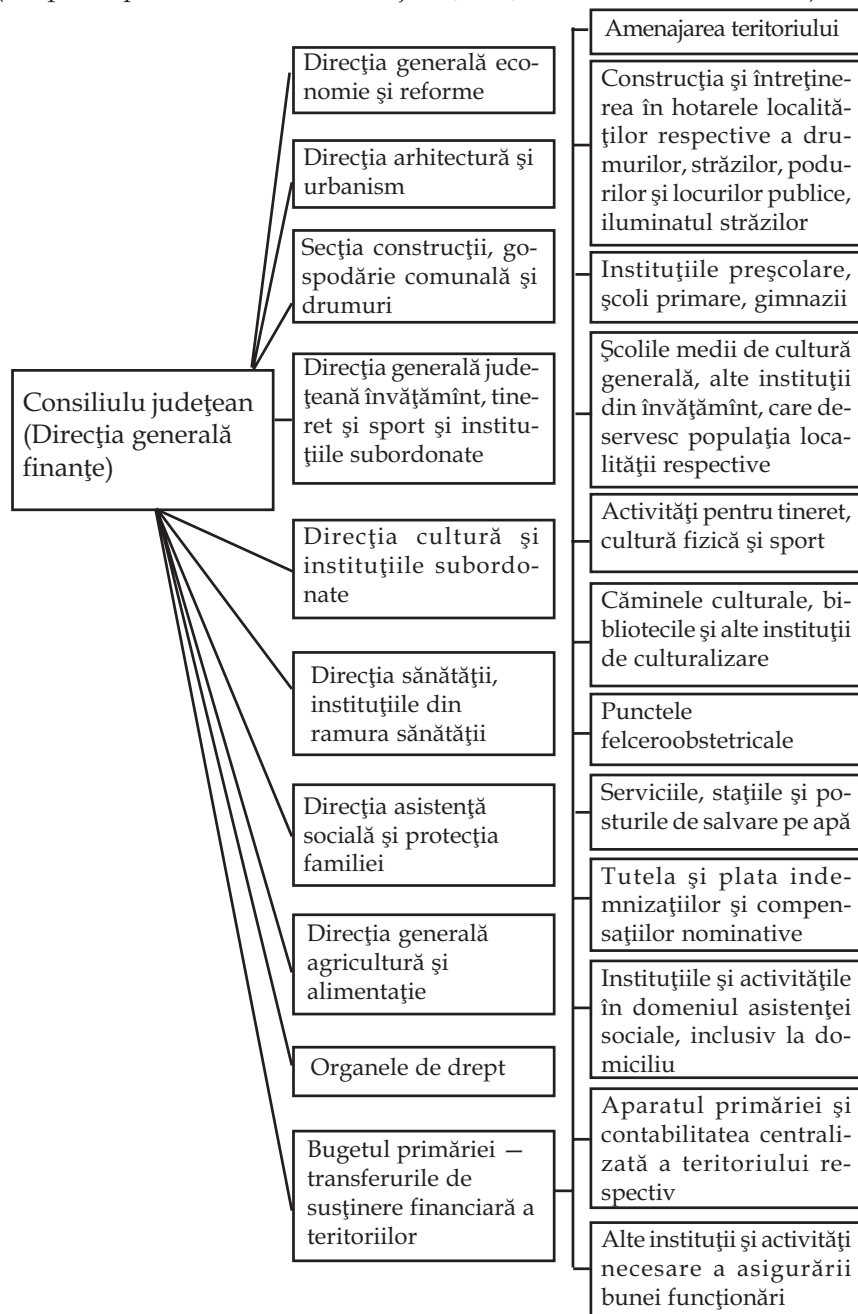 Consiliulu judeţean
(Direcţia generală
finanţe)
Direcţia generală eco-
nomie şi reforme
Direcţia arhitectură şi
urbanism
Secţia construcţii, go-
spodărie comunală şi
drumuri
Direcţia generală jude-
ţeană învăţămînt, tine-
ret şi sport şi institu-
ţiile subordonate
Direcţia cultură şi
instituţiile subordo-
nate
Direcţia sănătăţii,
instituţiile din
ramura sănătăţii
Direcţia asistenţă
socială şi protecţia
familiei
Direcţia generală
agricultură şi
alimentaţie
Organele de drept
Bugetul primăriei —
transferurile de
susţinere financiară a
teritoriilor
Amenajarea teritoriului
Construcţia şi întreţine-
rea în hotarele localită-
ţilor respective a dru-
murilor, străzilor, podu-
rilor şi locurilor publice,
iluminatul străzilor
Instituţiile preşcolare,
şcoli primare, gimnazii
Şcolile medii de cultură
generală, alte instituţii
din învăţămînt, care de-
servesc populaţia loca-
lităţii respective
Activităţi pentru tineret,
cultură fizică şi sport
Căminele culturale, bi-
bliotecile şi alte instituţii
de culturalizare
Punctele
felceroobstetricale
Serviciile, staţiile şi po-
sturile de salvare pe apă
Tutela şi plata inde-
mnizaţiilor şi compen-
saţiilor nominative
Instituţiile şi activităţile
în domeniul asistenţei
sociale, inclusiv la do-
miciliu
Aparatul primăriei şi
contabilitatea centrali-
zată a teritoriului re-
spectiv
Alte instituţii şi activităţi
necesare a asigurării
bunei funcţionări